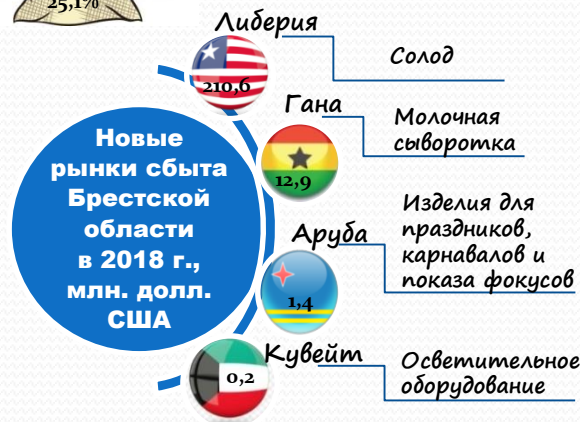 25,1%
Либерия
210,6
Солод
Гана
12,9
Молочная
сыворотка
Новые
рынки сбыта
Брестской
области
в 2018 г.,
млн. долл.
США
Аруба
1,4
Изделия для
праздников,
карнавалов и
показа фокусов
Кувейт
0,2
Осветительное
оборудование